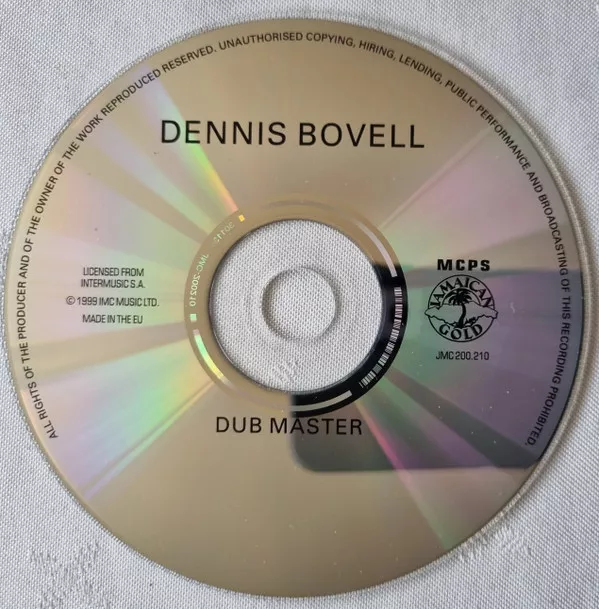 ALL RIGHTS OF THE PRODUCER AND OF THE OWNER OF THE WORK REPRODUCED RESERVED. UNAUTHORISED COPYING, HIRING, LENDING, PUBLIC PERFORMANCE AND BROADCASTING OF THIS RECORDING PROHIBITED.
DENNIS BOVELL
LICENSED FROM
INTERMUSIC S.A.
© 1999 IMC MUSIC LTD.
MADE IN THE EU
JMC-200210
MCPS
JAMAICAN
GOLD
JMC 200.210
DUB MASTER